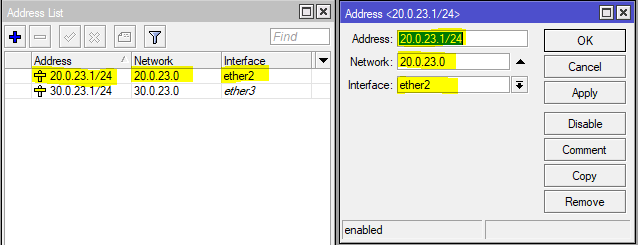 Address List
Find
Address Network Interface
20.0.23.1/24 20.0.23.0 ether2
30.0.23.1/24 30.0.23.0 ether3
Address <20.0.23.1/24>
Address: 20.0.23.1/24
Network: 20.0.23.0
Interface: ether2
OK
Cancel
Apply
Disable
Comment
Copy
Remove
enabled